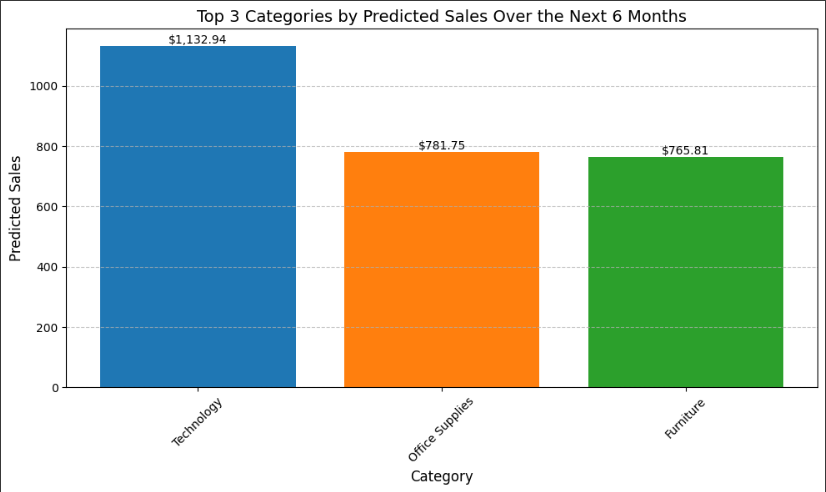 Top 3 Categories by Predicted Sales Over the Next 6 Months
$1,132.94
$781.75
$765.81
1000
800
600
400
200
0
Predicted Sales
Technology
Office Supplies
Furniture
Category